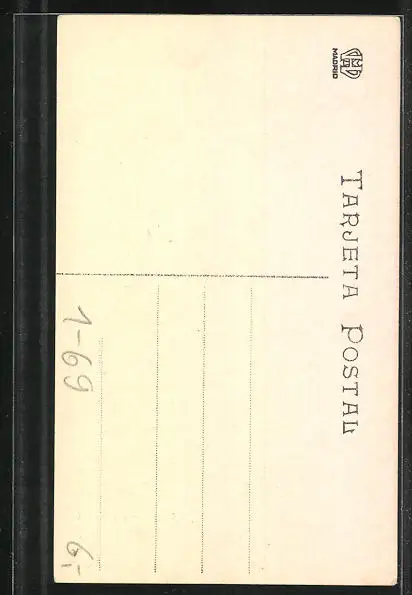 MADRID
TARJETA POSTAL
1-69
6,-